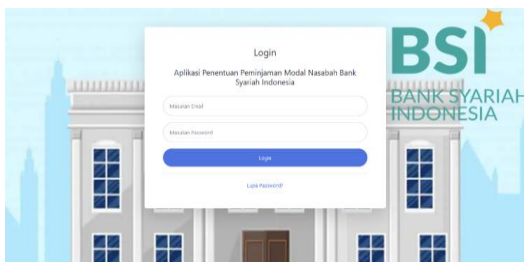 Login
Aplikasi Penentuan Peminjaman Modal Nasabah Bank
Syariah Indonesia
Masukan Email
Masukan Password
Login
Lupa Password?
BSI
BANK SYARIAH
INDONESIA